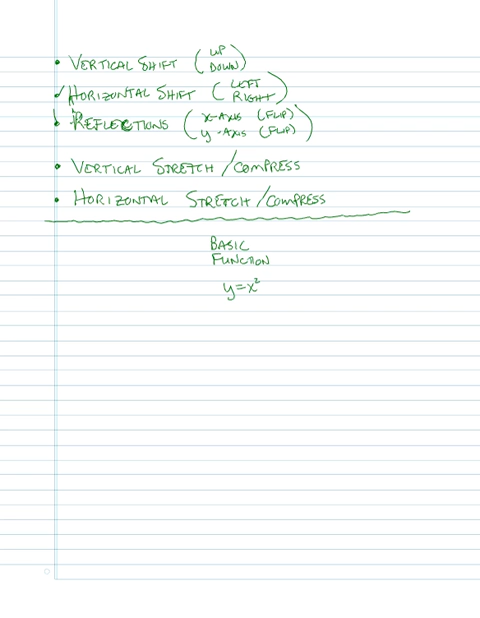 • VERTICAL SHIFT (UP
DOWN)
• HORIZONTAL SHIFT (LEFT
RIGHT)
• REFLECTIONS (x-AXIS (FLIP)
y-AXIS (FLIP))
• VERTICAL STRETCH/COMPRESS
• HORIZONTAL STRETCH/COMPRESS
BASIC
FUNCTION
y=x²